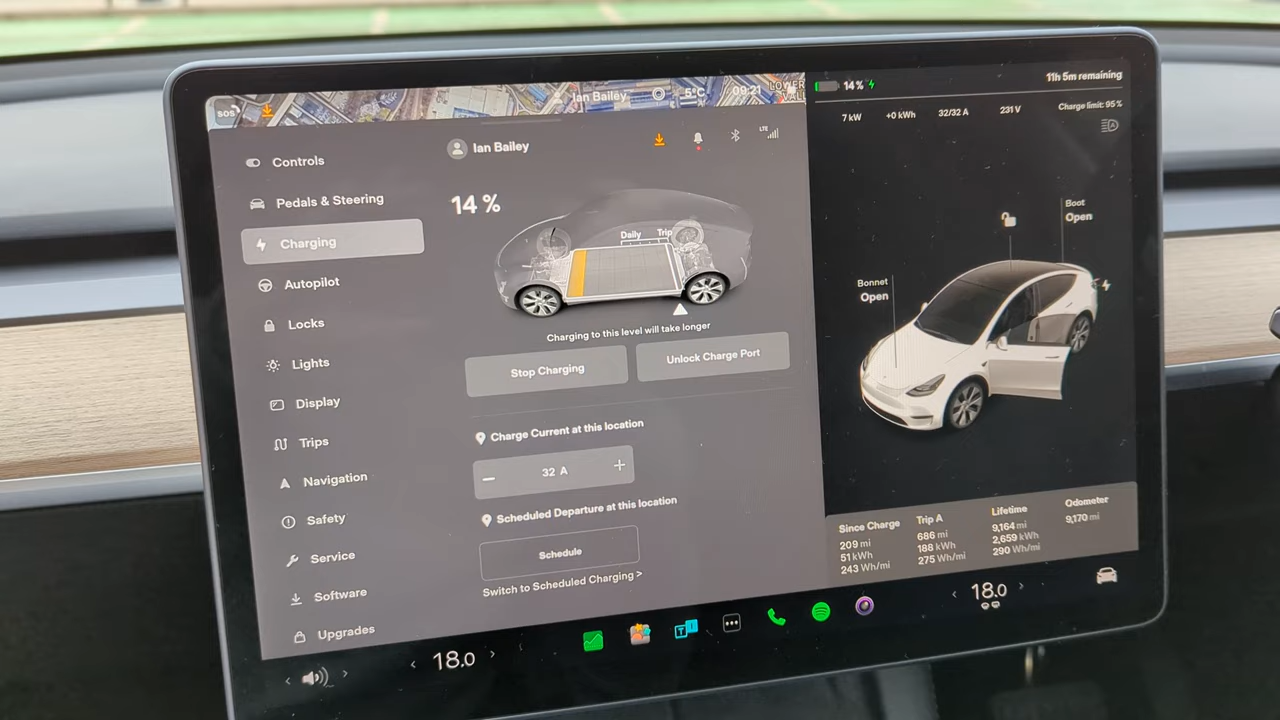 sos
Ian Bailey
5°C
09:21
LOWER
VALL
Controls
Pedals & Steering
Charging
Autopilot
Locks
Lights
Display
Trips
Navigation
Safety
Service
Software
Upgrades
Ian Bailey
LTE
14 %
Daily
Trip
Charging to this level will take longer
Stop Charging
Unlock Charge Port
Charge Current at this location
− 32 A +
Scheduled Departure at this location
Schedule
Switch to Scheduled Charging >
14 %
11h 5m remaining
7 kW +0 kWh 32/32 A 231 V Charge limit: 95 %
Boot
Open
Bonnet
Open
Since Charge
209 mi
51 kWh
243 Wh/mi
Trip A
686 mi
188 kWh
275 Wh/mi
Lifetime
9,164 mi
2,659 kWh
290 Wh/mi
Odometer
9,170 mi
< 18.0 >
< 18.0 >